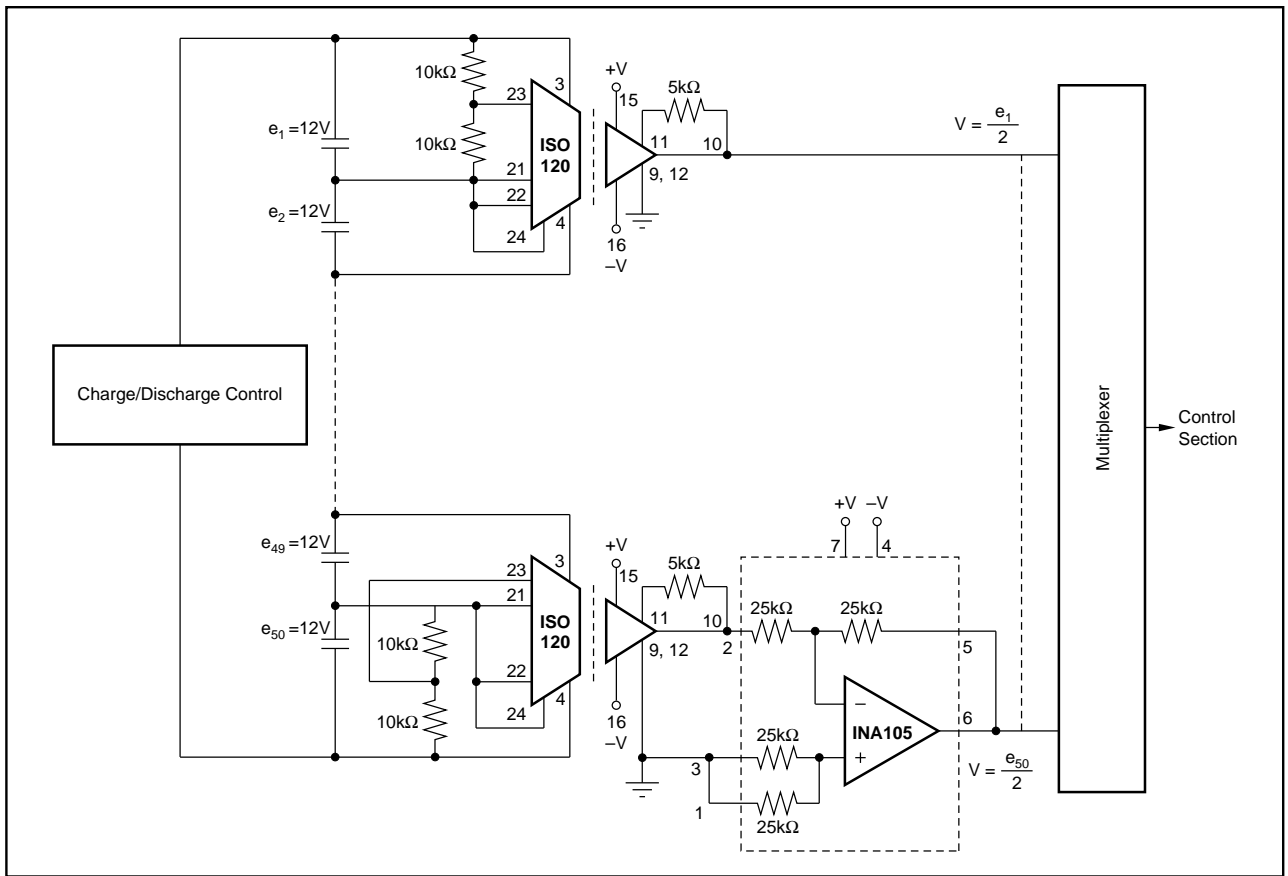 10kΩ
10kΩ
e1 =12V
e2 =12V
23
21
22
24
3
4
ISO
120
+V
15
5kΩ
11
10
9, 12
16
–V
V = e1/2
Charge/Discharge Control
Multiplexer
Control
Section
e49 =12V
e50 =12V
10kΩ
10kΩ
23
21
22
24
3
4
ISO
120
+V
15
5kΩ
11
10
9, 12
16
–V
2
+V
–V
7
4
25kΩ
25kΩ
5
INA105
–
+
6
3
25kΩ
1
25kΩ
V = e50/2